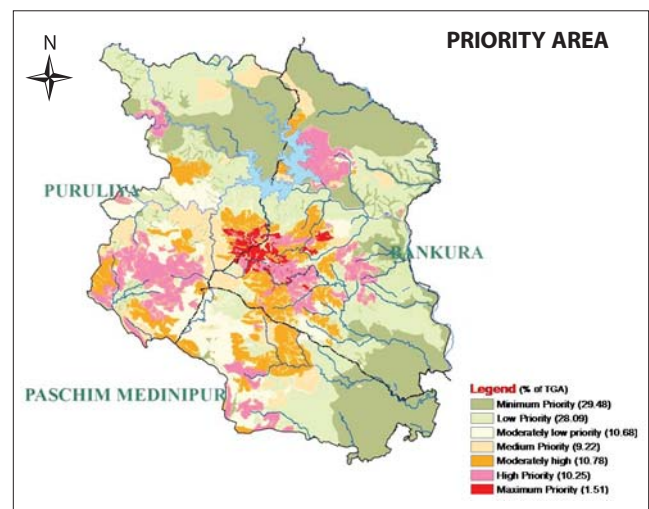 PRIORITY AREA
N
PURULIYA
BANKURA
PASCHIM MEDINIPUR
Legend (% of TGA)
Minimum Priority (29.48)
Low Priority (28.09)
Moderately low priority (10.68)
Medium Priority (9.22)
Moderately high (10.78)
High Priority (10.25)
Maximum Priority (1.51)